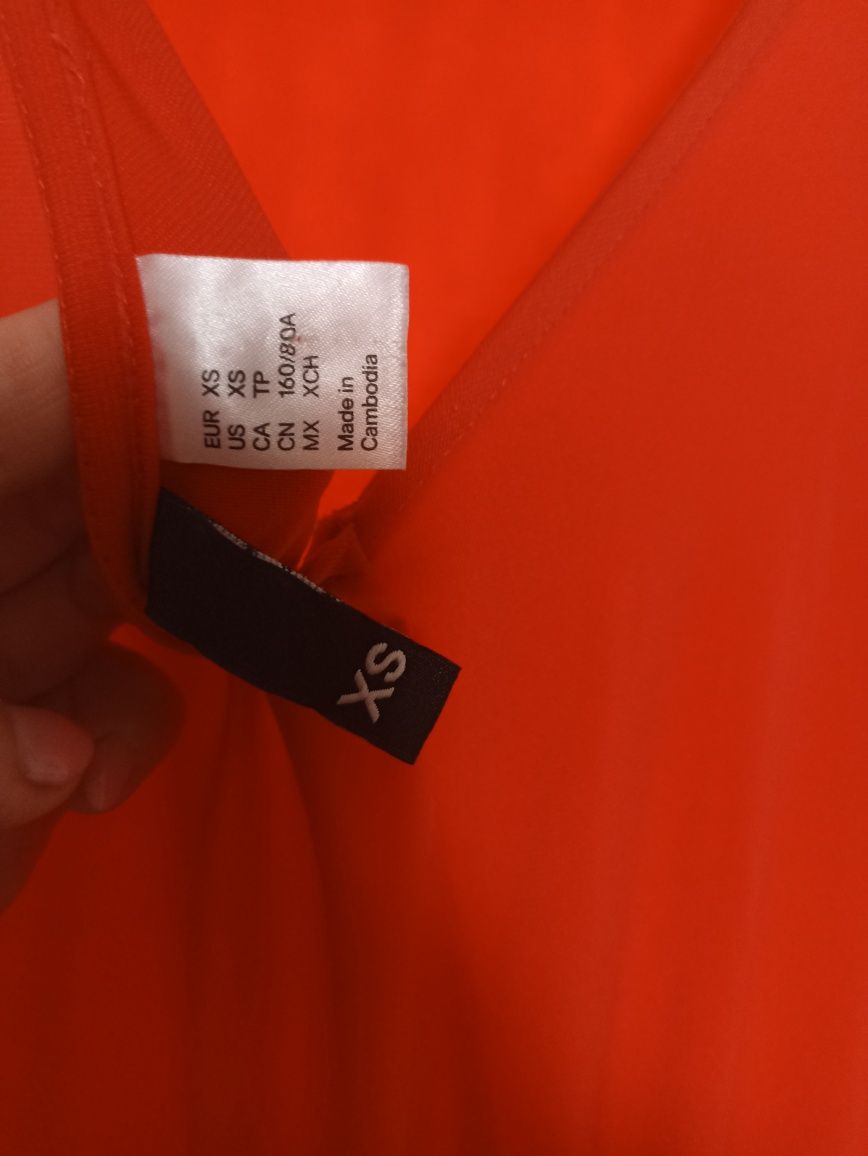 EUR XS
US XS
CA TP
CN 160/80A
MX XCH
Made in
Cambodia
XS